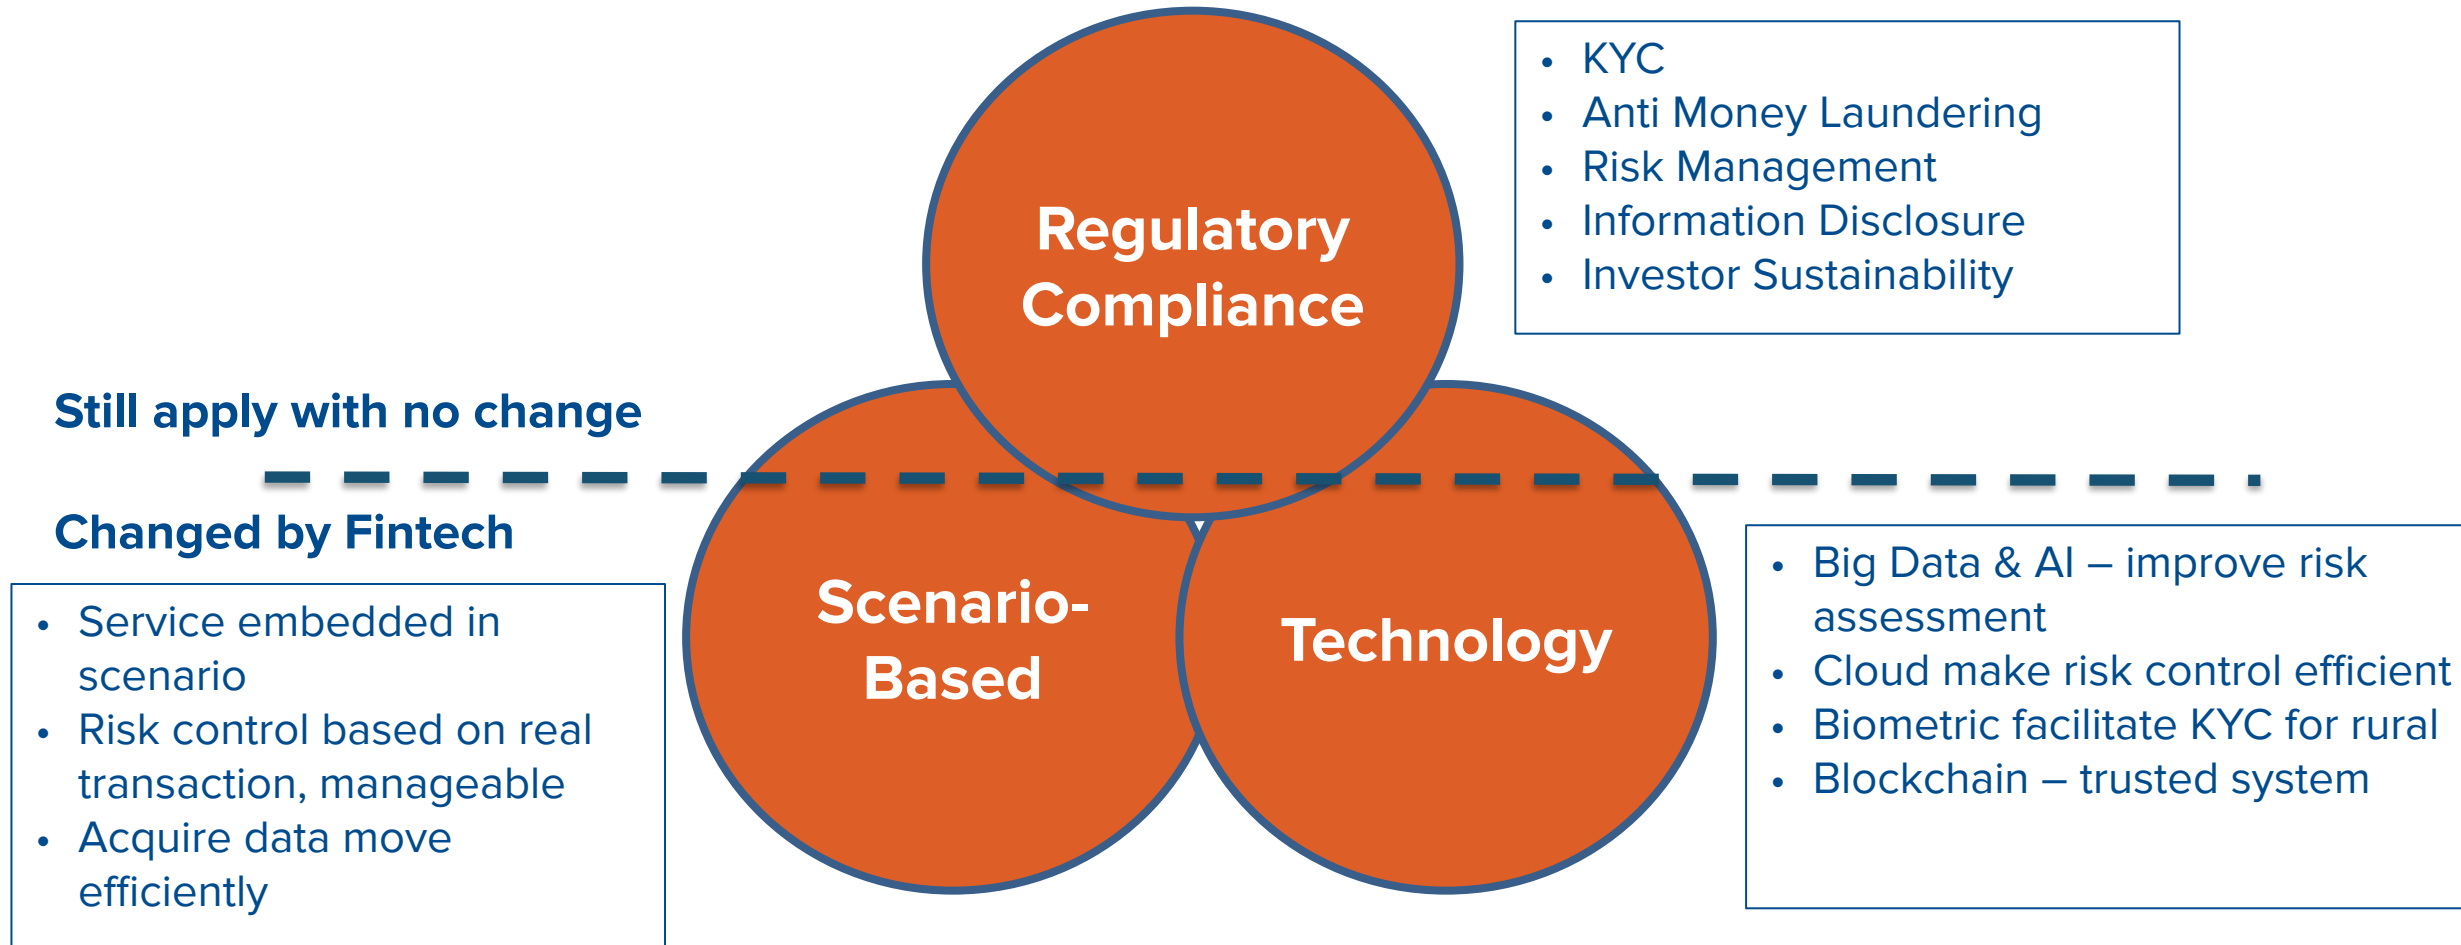 Regulatory
Compliance
• KYC
• Anti Money Laundering
• Risk Management
• Information Disclosure
• Investor Sustainability
Still apply with no change
Changed by Fintech
• Service embedded in
scenario
• Risk control based on real
transaction, manageable
• Acquire data move
efficiently
Scenario-
Based
Technology
• Big Data & AI – improve risk
assessment
• Cloud make risk control efficient
• Biometric facilitate KYC for rural
• Blockchain – trusted system